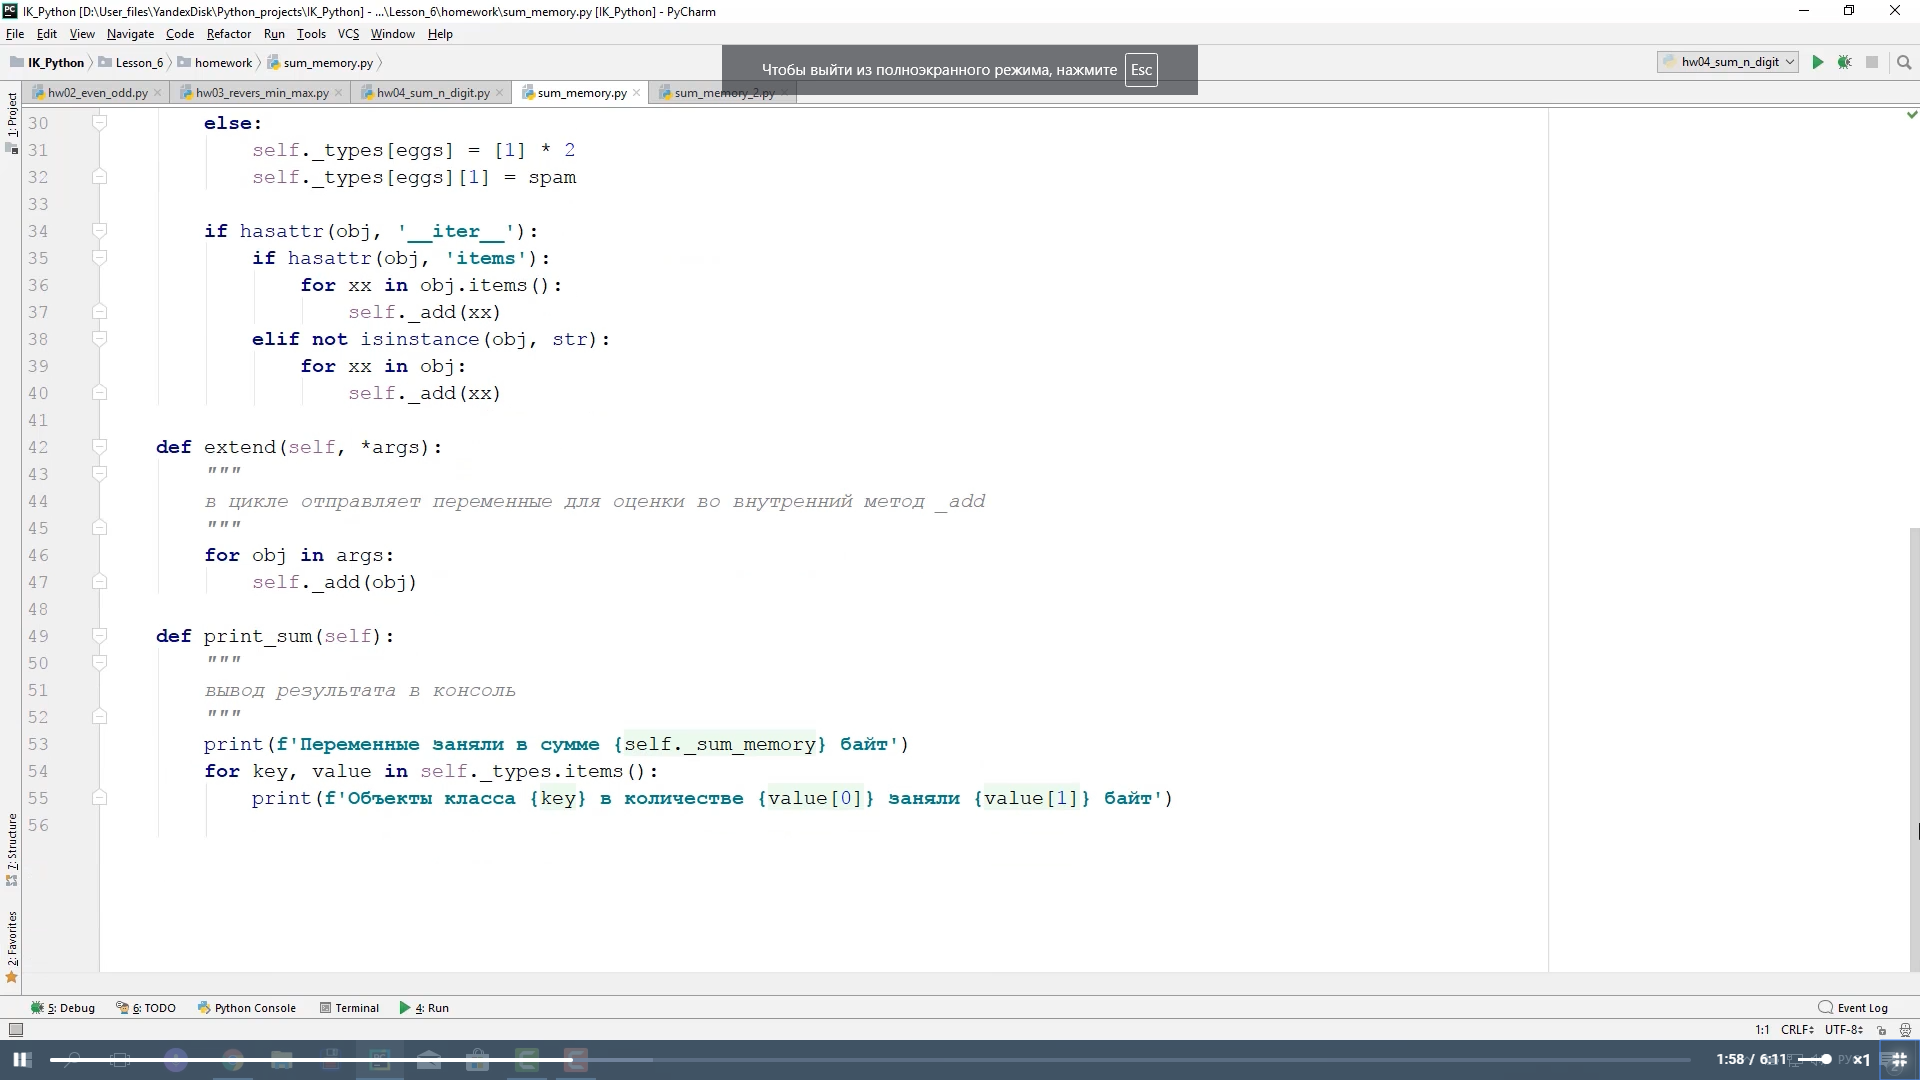 IK_Python [D:\User_files\YandexDisk\Python_projects\IK_Python] - ...\Lesson_6\homework\sum_memory.py [IK_Python] - PyCharm
File Edit View Navigate Code Refactor Run Tools VCS Window Help
IK_Python Lesson_6 homework sum_memory.py
Чтобы выйти из полноэкранного режима, нажмите Esc
hw04_sum_n_digit
hw02_even_odd.py hw03_revers_min_max.py hw04_sum_n_digit.py sum_memory.py sum_memory_2.py
1: Project
30 else:
31 self._types[eggs] = [1] * 2
32 self._types[eggs][1] = spam
33
34 if hasattr(obj, '__iter__'):
35 if hasattr(obj, 'items'):
36 for xx in obj.items():
37 self._add(xx)
38 elif not isinstance(obj, str):
39 for xx in obj:
40 self._add(xx)
41
42 def extend(self, *args):
43 """
44 в цикле отправляет переменные для оценки во внутренний метод _add
45 """
46 for obj in args:
47 self._add(obj)
48
49 def print_sum(self):
50 """
51 вывод результата в консоль
52 """
53 print(f'Переменные заняли в сумме {self._sum_memory} байт')
54 for key, value in self._types.items():
55 print(f'Объекты класса {key} в количестве {value[0]} заняли {value[1]} байт')
56
7: Structure
2: Favorites
5: Debug 6: TODO Python Console Terminal 4: Run Event Log
1:1 CRLF UTF-8
1:58 / 6:11 ×1